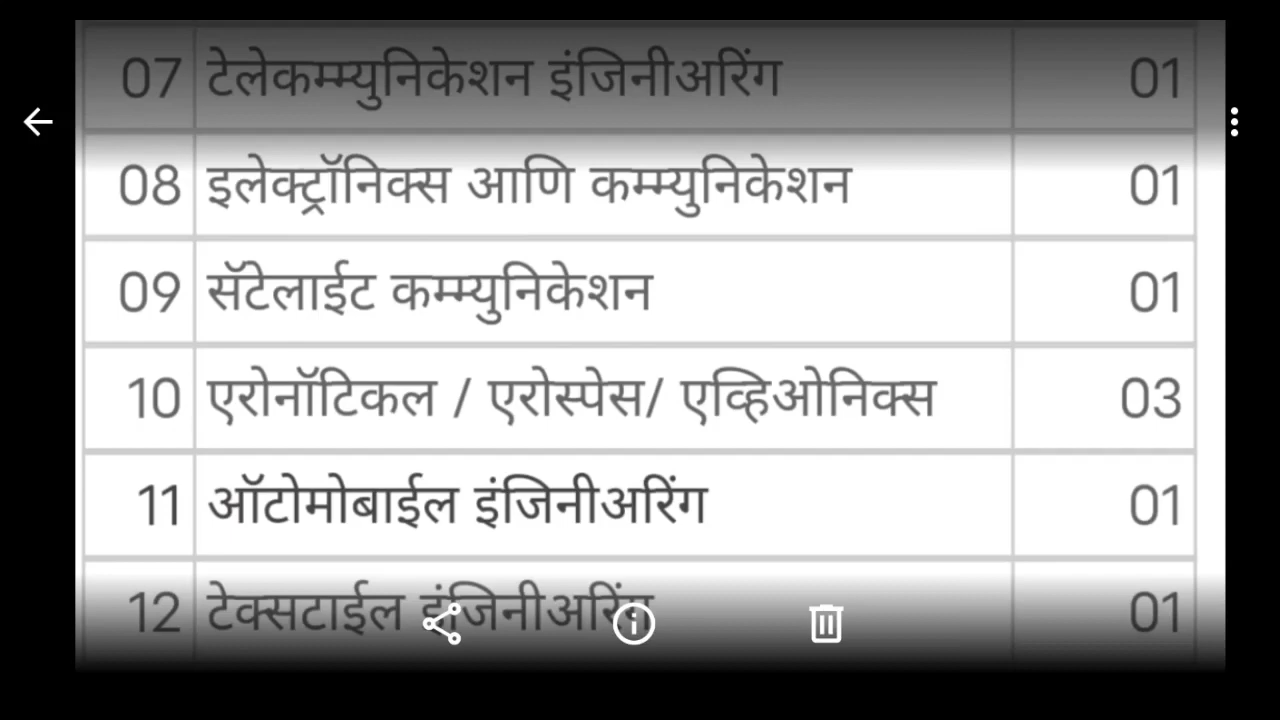 07 टेलेकम्म्युनिकेशन इंजिनीअरिंग 01
08 इलेक्ट्रॉनिक्स आणि कम्म्युनिकेशन 01
09 सॅटेलाईट कम्म्युनिकेशन 01
10 एरोनॉटिकल / एरोस्पेस/ एव्हिओनिक्स 03
11 ऑटोमोबाईल इंजिनीअरिंग 01
12 टेक्सटाईल इंजिनीअरिंग 01